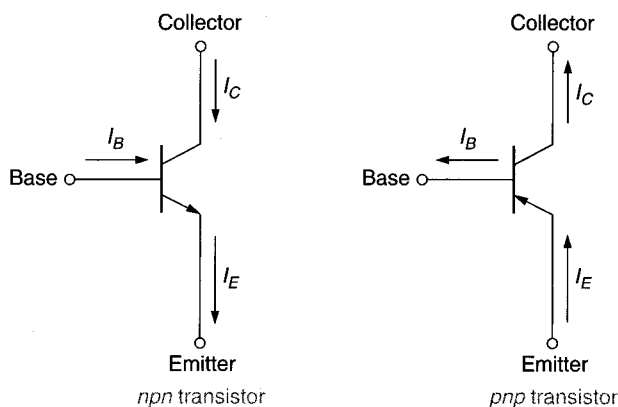 Collector
I_C
I_B
Base
I_E
Emitter
npn transistor
Collector
I_C
I_B
Base
I_E
Emitter
pnp transistor